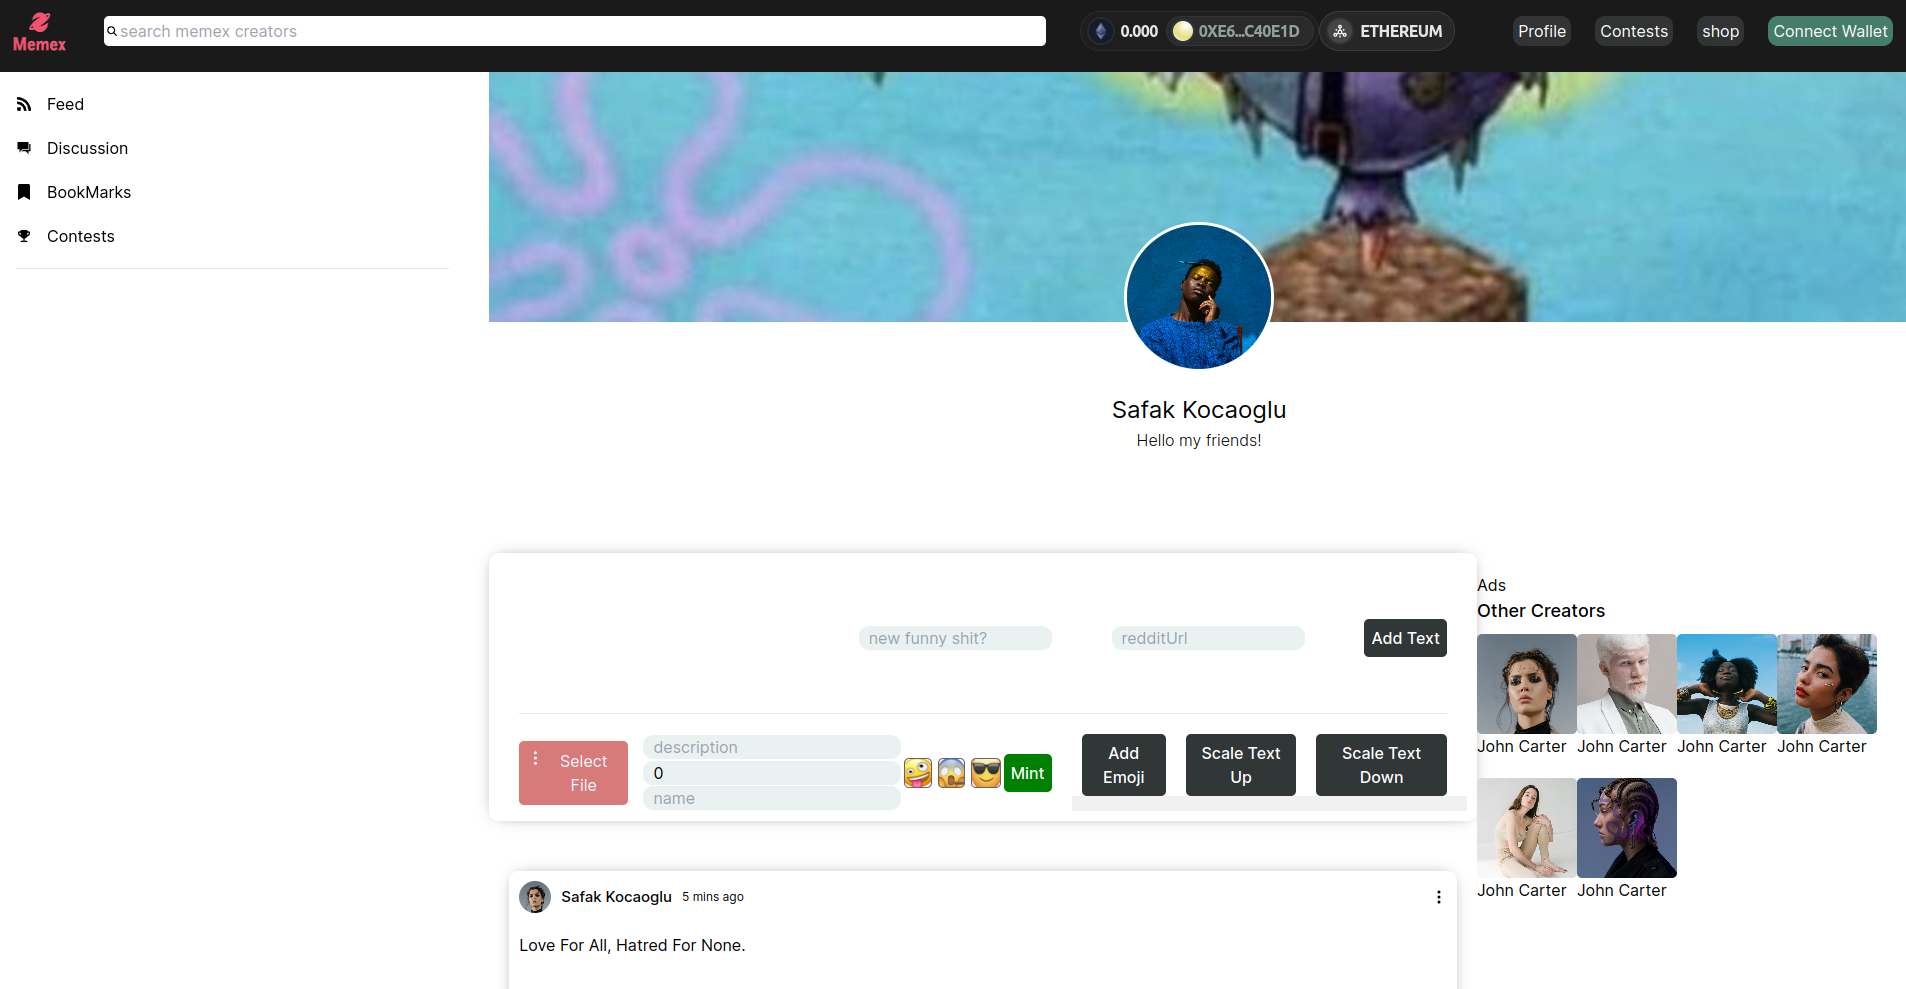 Memex
search memex creators
0.000
0XE6...C40E1D
ETHEREUM
Profile
Contests
shop
Connect Wallet
Feed
Discussion
BookMarks
Contests
Safak Kocaoglu
Hello my friends!
new funny shit?
redditUrl
Add Text
Select
File
description
0
name
Mint
Add
Emoji
Scale Text
Up
Scale Text
Down
Ads
Other Creators
John Carter
John Carter
John Carter
John Carter
John Carter
John Carter
Safak Kocaoglu
5 mins ago
Love For All, Hatred For None.